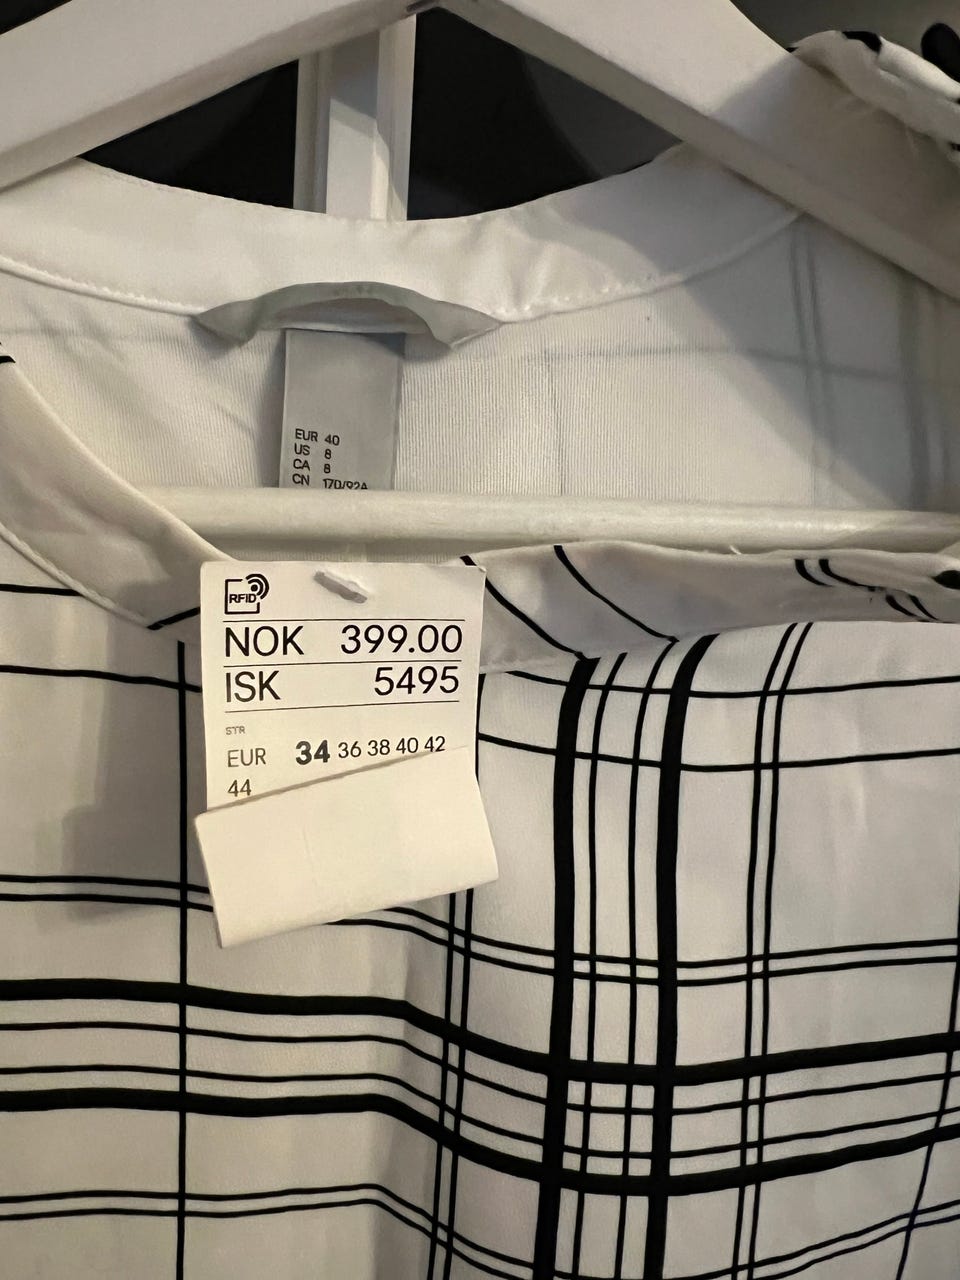 EUR 40
US 8
CA 8
CN 170/92A
RFID
NOK 399.00
ISK 5495
STR
EUR 34 36 38 40 42
44